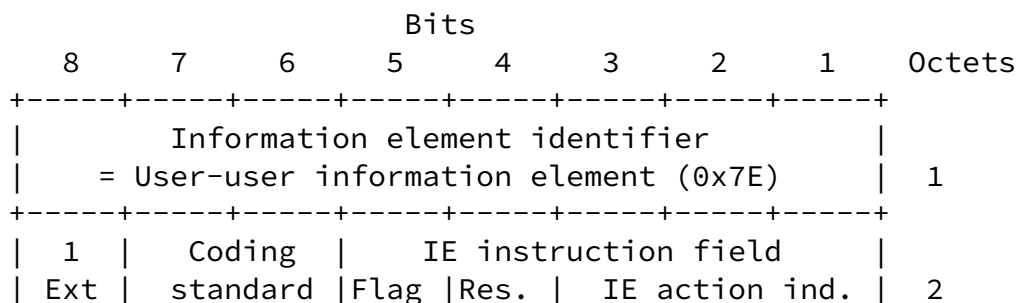 Bits
   8     7     6     5     4     3     2     1    Octets
+-----+-----+-----+-----+-----+-----+-----+-----+
|        Information element identifier         |
|    = User-user information element (0x7E)     |  1
+-----+-----+-----+-----+-----+-----+-----+-----+
|  1  |   Coding  |    IE instruction field     |
| Ext |  standard |Flag |Res. |  IE action ind. |  2